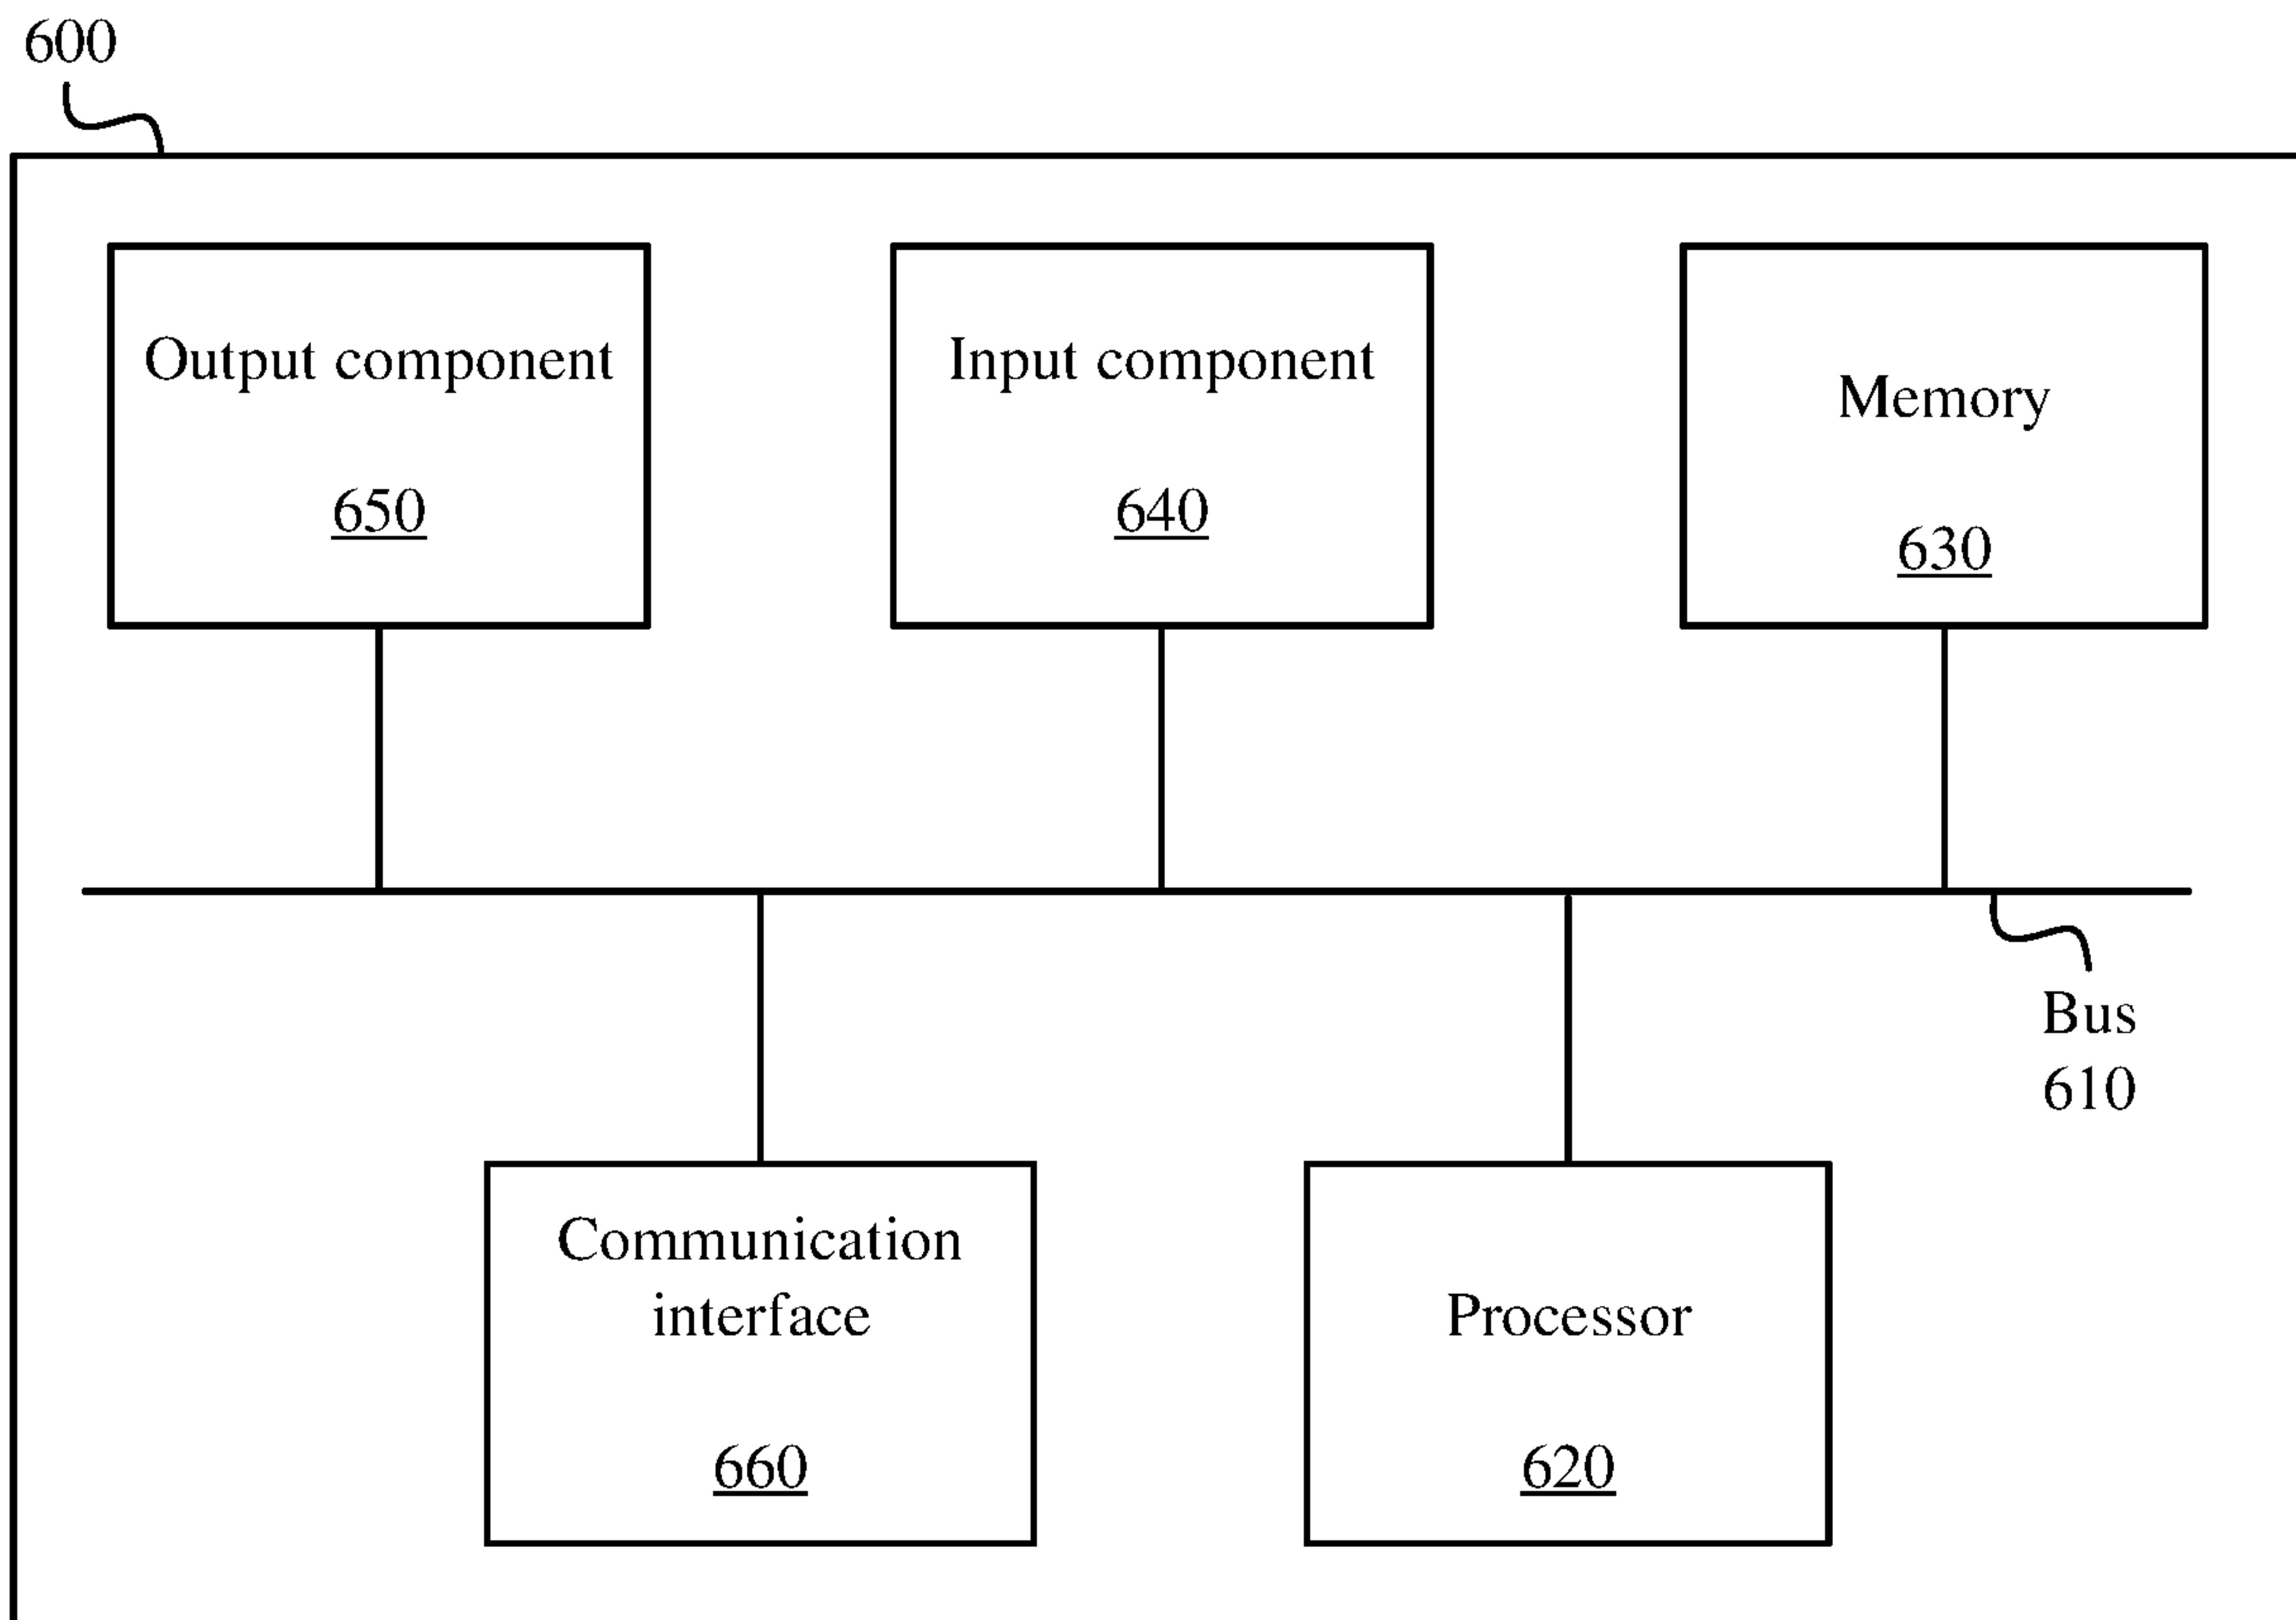 600
Output component
650
Input component
640
Memory
630
Bus
610
Communication
interface
660
Processor
620